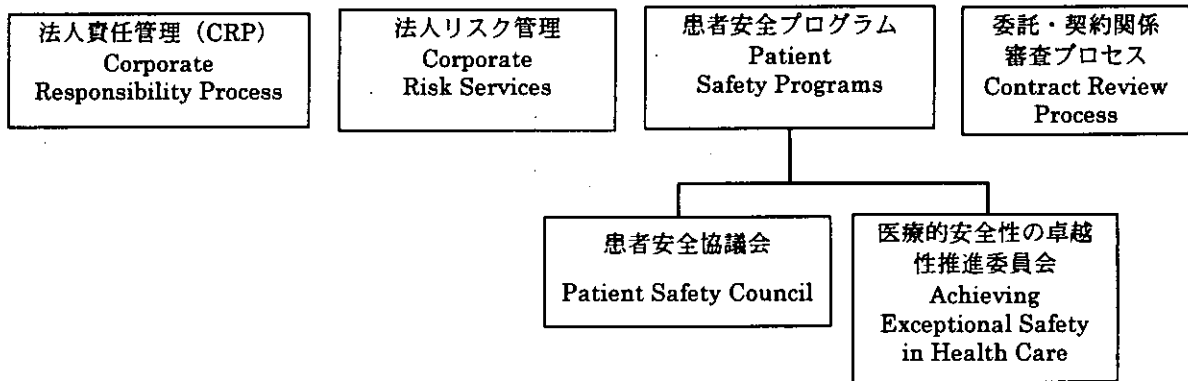 法人責任管理（CRP）
Corporate
Responsibility Process
法人リスク管理
Corporate
Risk Services
患者安全プログラム
Patient
Safety Programs
委託・契約関係
審査プロセス
Contract Review
Process
患者安全協議会
Patient Safety Council
医療的安全性の卓越
性推進委員会
Achieving
Exceptional Safety
in Health Care